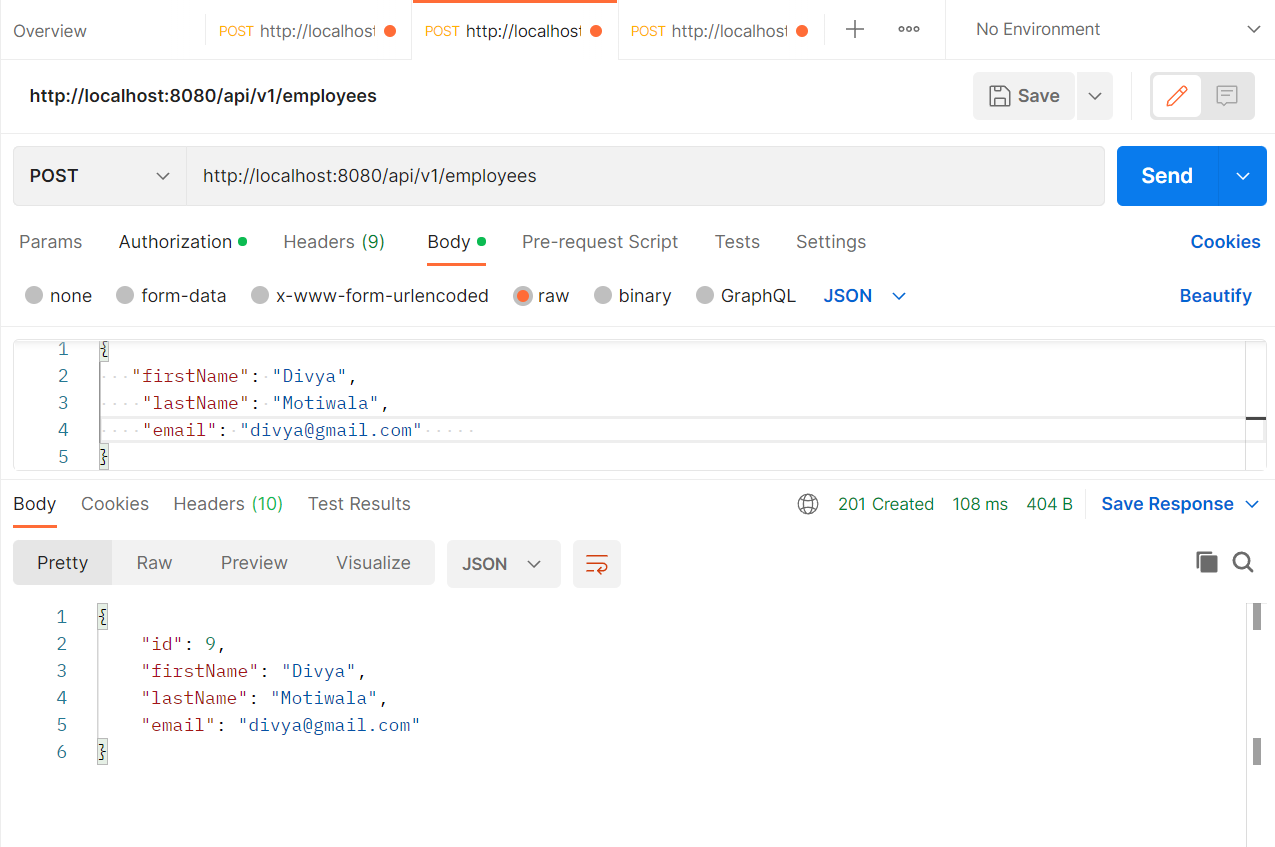 Overview POST http://localhost POST http://localhost POST http://localhost No Environment
http://localhost:8080/api/v1/employees Save
POST http://localhost:8080/api/v1/employees Send
Params Authorization Headers (9) Body Pre-request Script Tests Settings Cookies
none form-data x-www-form-urlencoded raw binary GraphQL JSON Beautify
1 {
2 "firstName": "Divya",
3 "lastName": "Motiwala",
4 "email": "divya@gmail.com"
5 }
Body Cookies Headers (10) Test Results 201 Created 108 ms 404 B Save Response
Pretty Raw Preview Visualize JSON
1 {
2 "id": 9,
3 "firstName": "Divya",
4 "lastName": "Motiwala",
5 "email": "divya@gmail.com"
6 }